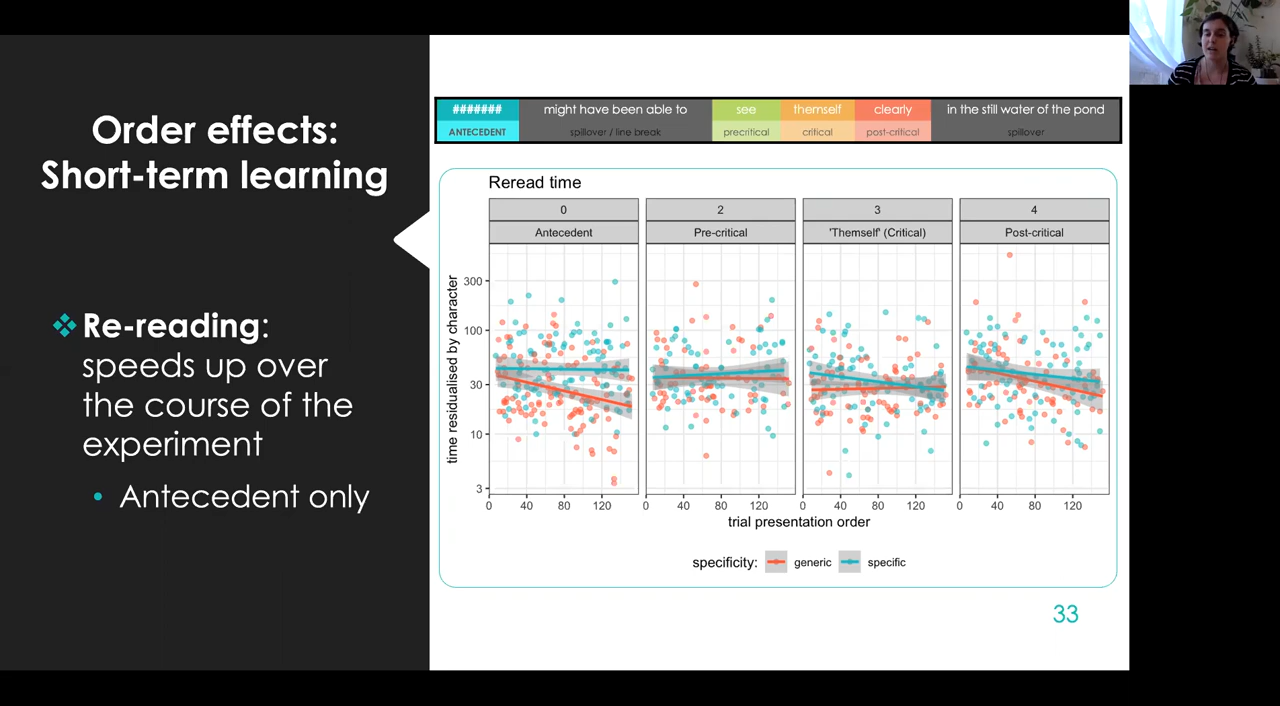 Order effects:
Short-term learning
❖ Re-reading:
speeds up over
the course of the
experiment
• Antecedent only
####### might have been able to see themself clearly in the still water of the pond
ANTECEDENT spillover / line break precritical critical post-critical spillover
Reread time
0 2 3 4
Antecedent Pre-critical 'Themself' (Critical) Post-critical
time residualised by character
300
100
30
10
3
0 40 80 120 0 40 80 120 0 40 80 120 0 40 80 120
trial presentation order
specificity: generic specific
33